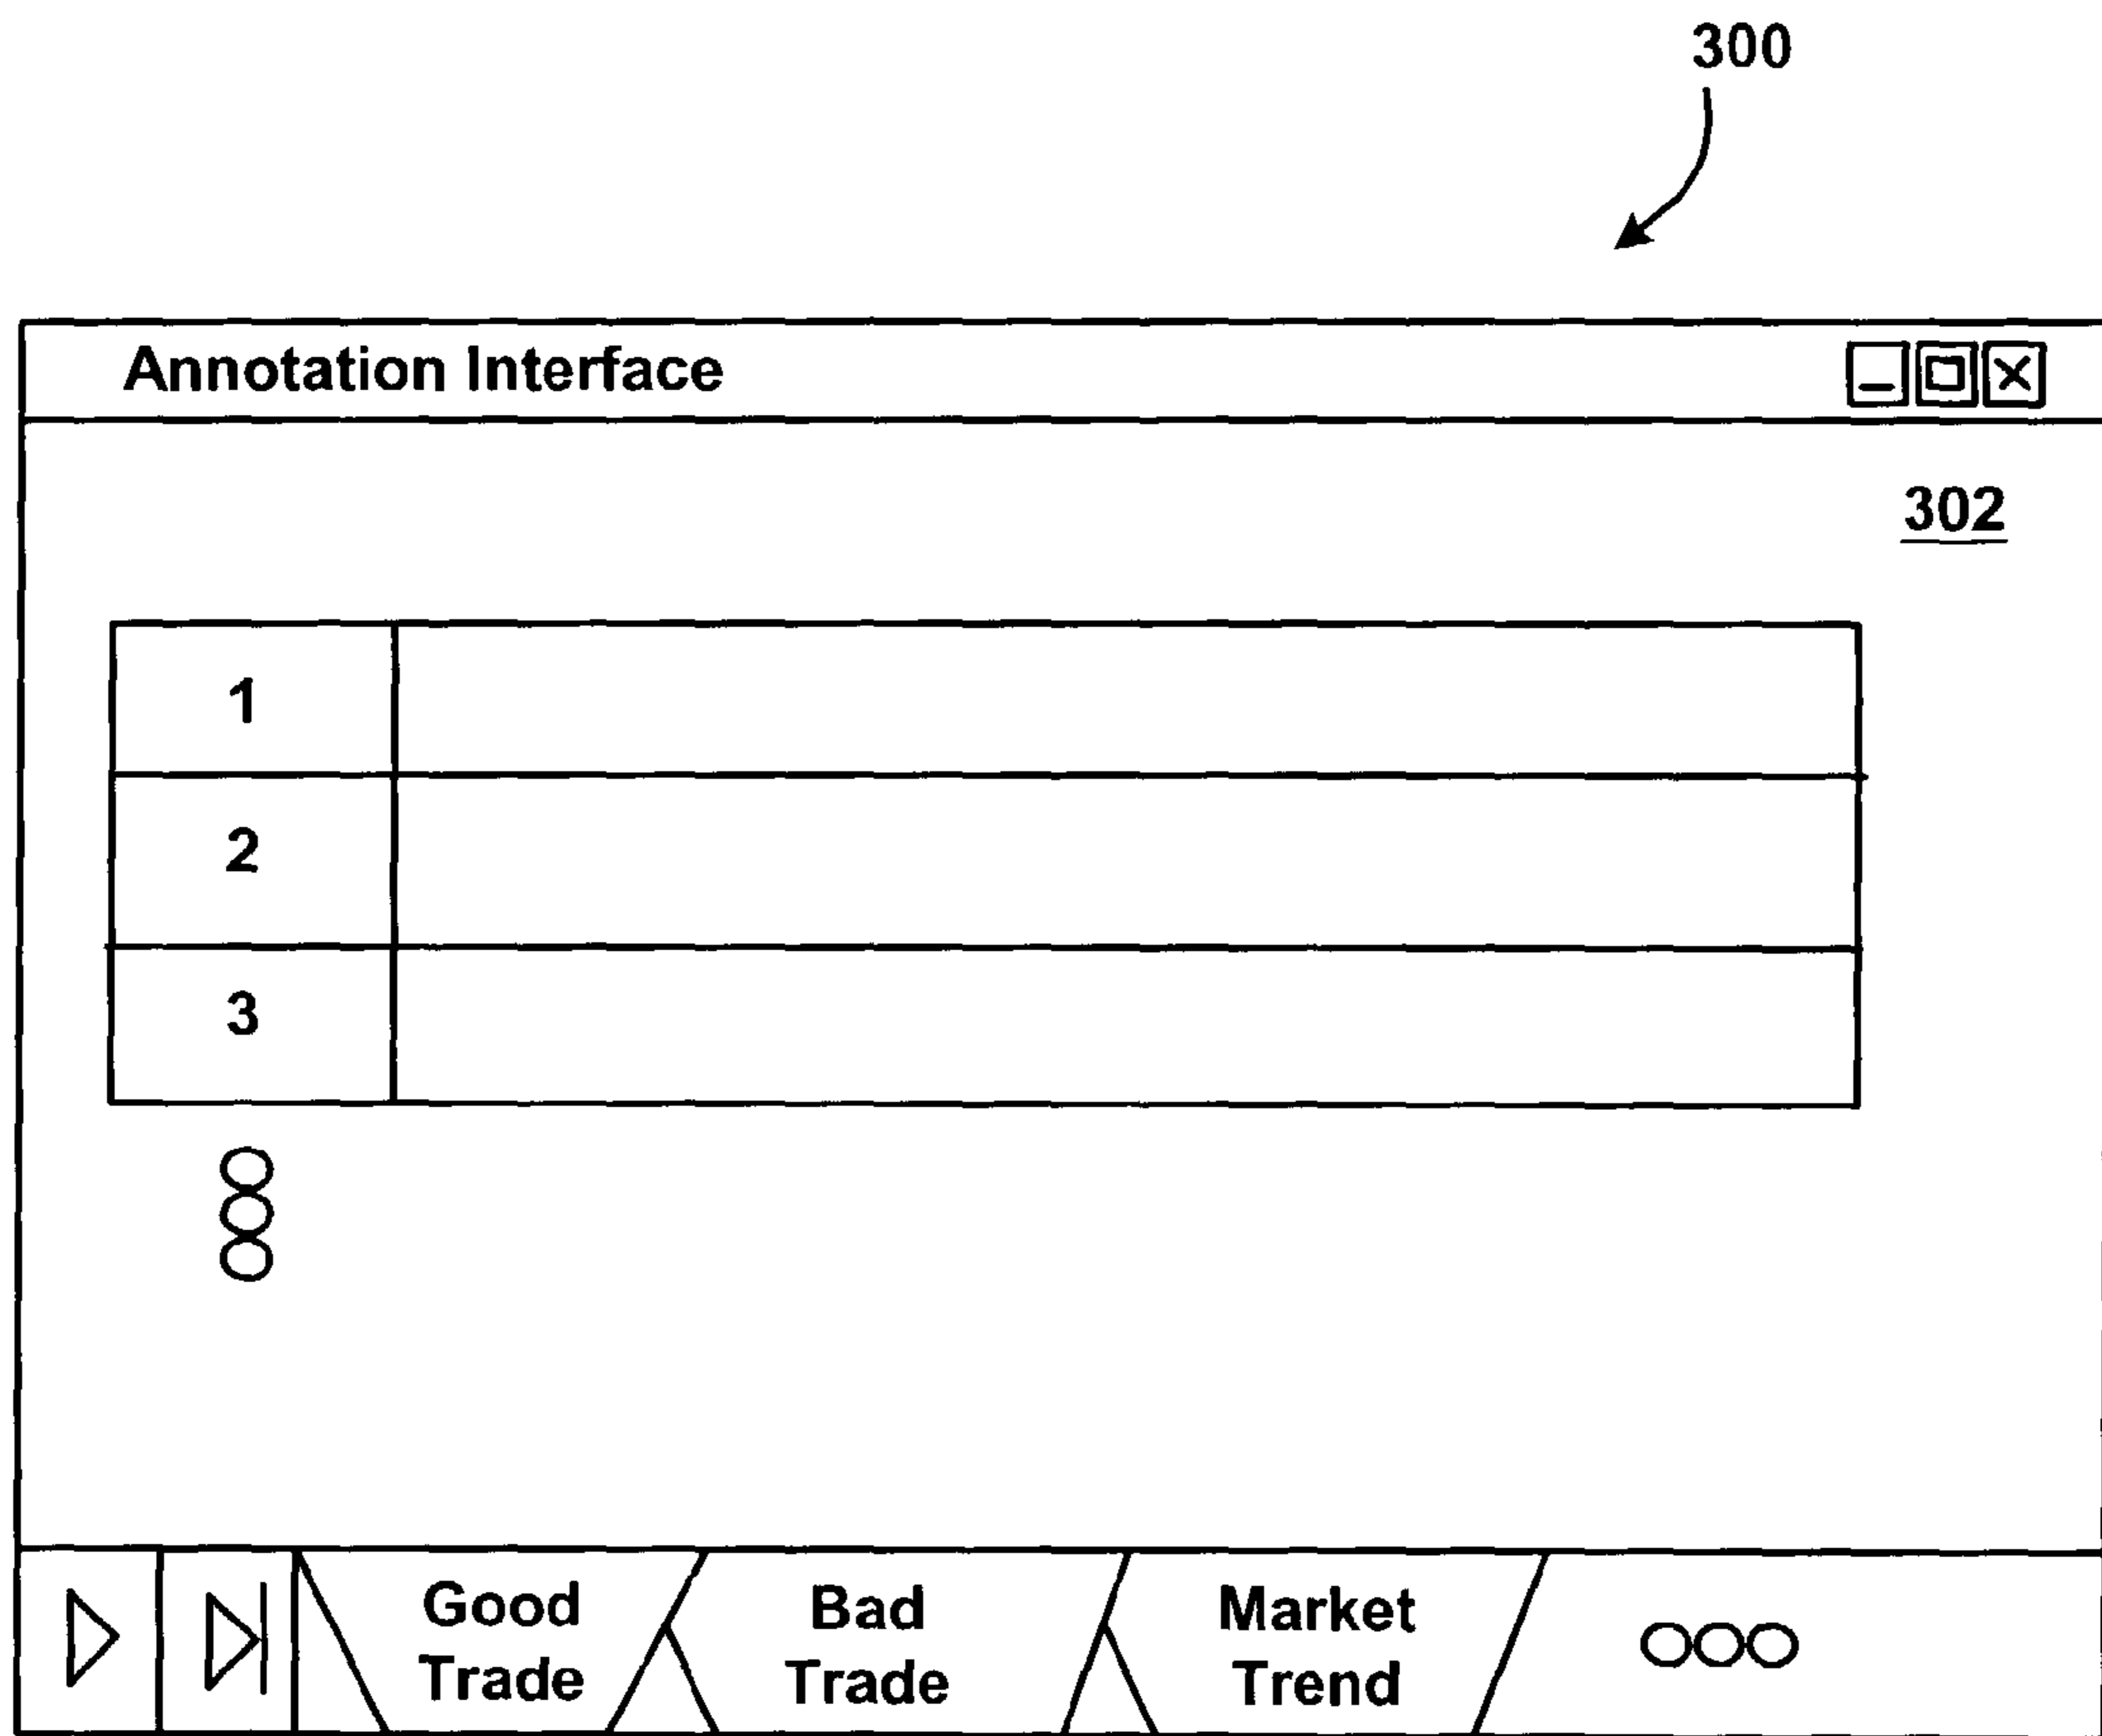 300
Annotation Interface
302
1
2
3
Good
Trade
Bad
Trade
Market
Trend